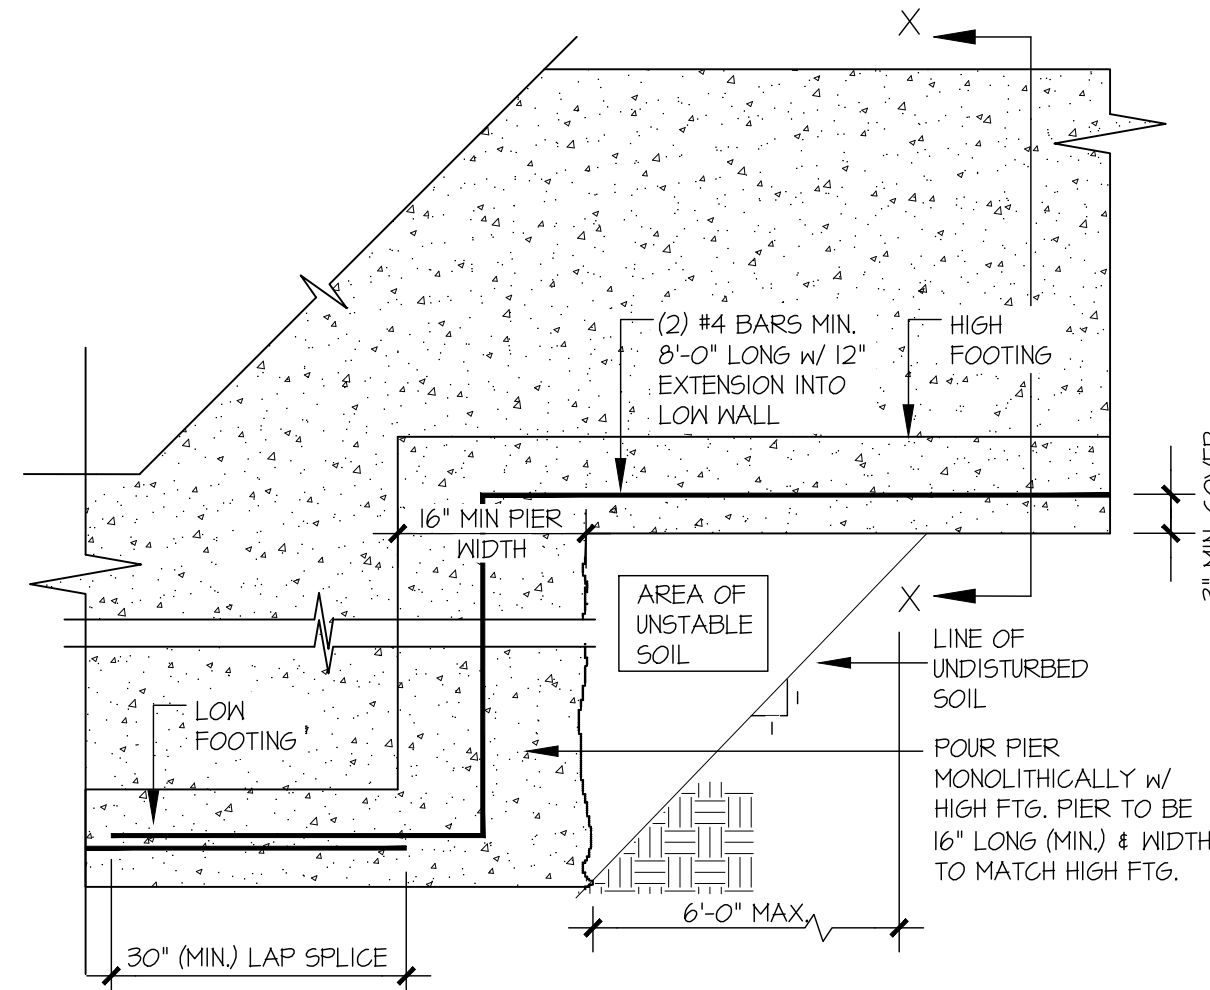 X
(2) #4 BARS MIN.
8'-0" LONG w/ 12"
EXTENSION INTO
LOW WALL
HIGH
FOOTING
16" MIN PIER
WIDTH
AREA OF
UNSTABLE
SOIL
X
LINE OF
UNDISTURBED
SOIL
1
1
LOW
FOOTING
POUR PIER
MONOLITHICALLY w/
HIGH FTG. PIER TO BE
16" LONG (MIN.) & WIDTH
TO MATCH HIGH FTG.
6'-0" MAX.
30" (MIN.) LAP SPLICE